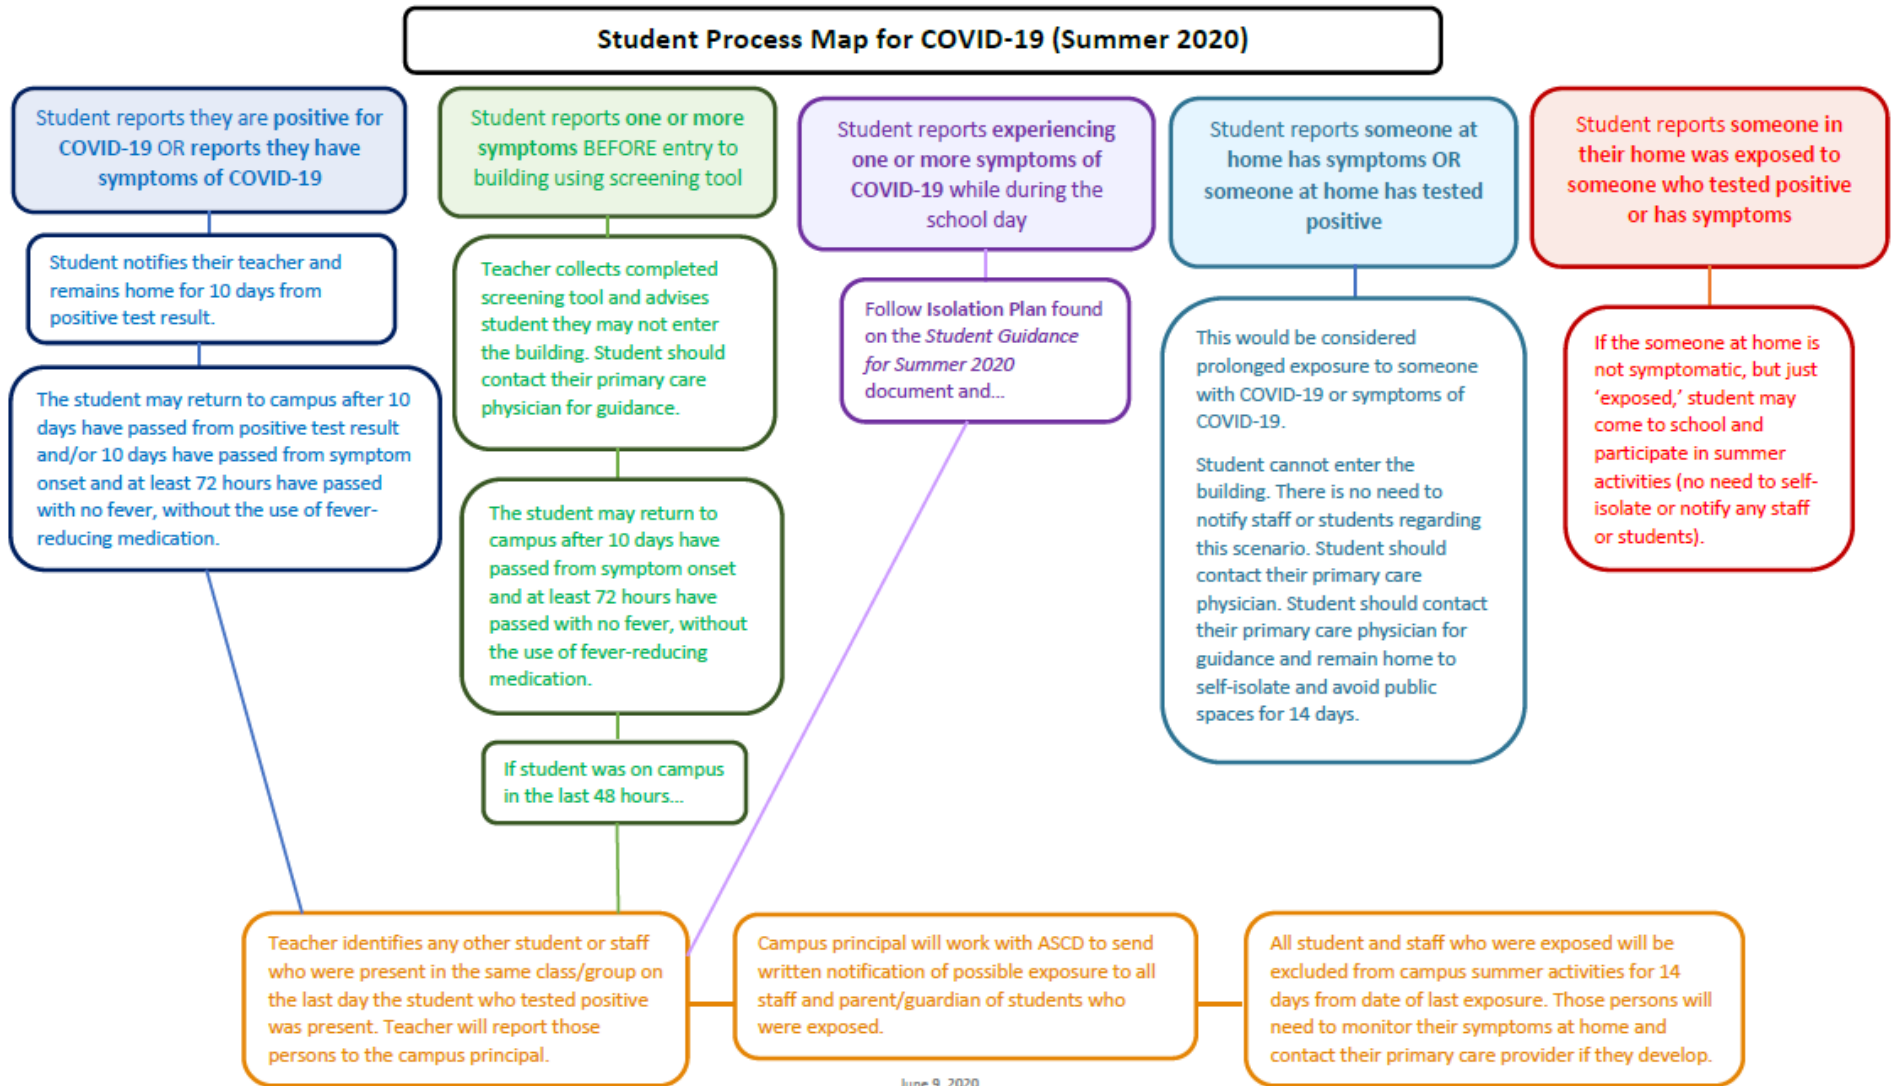 Student Process Map for COVID-19 (Summer 2020)
Student reports they are positive for
COVID-19 OR reports they have
symptoms of COVID-19
Student notifies their teacher and
remains home for 10 days from
positive test result.
The student may return to campus after 10
days have passed from positive test result
and/or 10 days have passed from symptom
onset and at least 72 hours have passed
with no fever, without the use of fever-
reducing medication.
Student reports one or more
symptoms BEFORE entry to
building using screening tool
Teacher collects completed
screening tool and advises
student they may not enter
the building. Student should
contact their primary care
physician for guidance.
The student may return to
campus after 10 days have
passed from symptom onset
and at least 72 hours have
passed with no fever, without
the use of fever-reducing
medication.
If student was on campus
in the last 48 hours...
Student reports experiencing
one or more symptoms of
COVID-19 while during the
school day
Follow Isolation Plan found
on the Student Guidance
for Summer 2020
document and...
Student reports someone at
home has symptoms OR
someone at home has tested
positive
This would be considered
prolonged exposure to someone
with COVID-19 or symptoms of
COVID-19.
Student cannot enter the
building. There is no need to
notify staff or students regarding
this scenario. Student should
contact their primary care
physician. Student should contact
their primary care physician for
guidance and remain home to
self-isolate and avoid public
spaces for 14 days.
Student reports someone in
their home was exposed to
someone who tested positive
or has symptoms
If the someone at home is
not symptomatic, but just
‘exposed,’ student may
come to school and
participate in summer
activities (no need to self-
isolate or notify any staff
or students).
Teacher identifies any other student or staff
who were present in the same class/group on
the last day the student who tested positive
was present. Teacher will report those
persons to the campus principal.
Campus principal will work with ASCD to send
written notification of possible exposure to all
staff and parent/guardian of students who
were exposed.
All student and staff who were exposed will be
excluded from campus summer activities for 14
days from date of last exposure. Those persons will
need to monitor their symptoms at home and
contact their primary care provider if they develop.
June 9, 2020